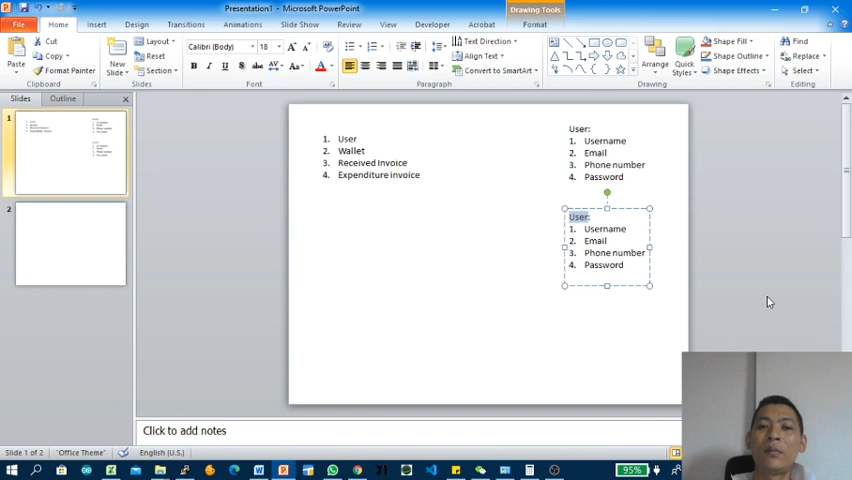 Presentation1 - Microsoft PowerPoint
Drawing Tools
File Home Insert Design Transitions Animations Slide Show Review View Developer Acrobat Format
Paste
Cut
Copy
Format Painter
Clipboard
New
Slide
Layout
Reset
Section
Slides
Calibri (Body) 18
Font
Paragraph
Text Direction
Align Text
Convert to SmartArt
Arrange
Quick
Styles
Shape Fill
Shape Outline
Shape Effects
Drawing
Find
Replace
Select
Editing
Slides Outline
1
2
1. User
2. Wallet
3. Received Invoice
4. Expenditure invoice
User:
1. Username
2. Email
3. Phone number
4. Password
User:
1. Username
2. Email
3. Phone number
4. Password
Click to add notes
Slide 1 of 2 "Office Theme" English (U.S.)
95%